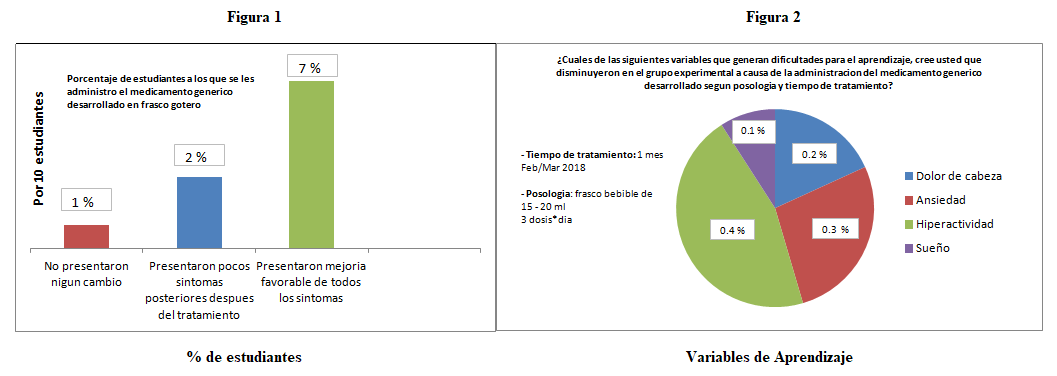 Figura 1
Porcentaje de estudiantes a los que se les
administro el medicamento generico
desarrollado en frasco gotero
Por 10 estudiantes
1 %
2 %
7 %
No presentaron
nigun cambio
Presentaron pocos
sintomas
posteriores despues
del tratamiento
Presentaron mejoria
favorable de todos
los sintomas
% de estudiantes
Figura 2
¿Cuales de las siguientes variables que generan dificultades para el aprendizaje, cree usted que
disminuyeron en el grupo experimental a causa de la administracion del medicamento generico
desarrollado segun posologia y tiempo de tratamiento?
- Tiempo de tratamiento: 1 mes
Feb/Mar 2018
- Posologia: frasco bebible de
15 - 20 ml
3 dosis*dia
0.1 %
0.2 %
0.3 %
0.4 %
Dolor de cabeza
Ansiedad
Hiperactividad
Sueño
Variables de Aprendizaje